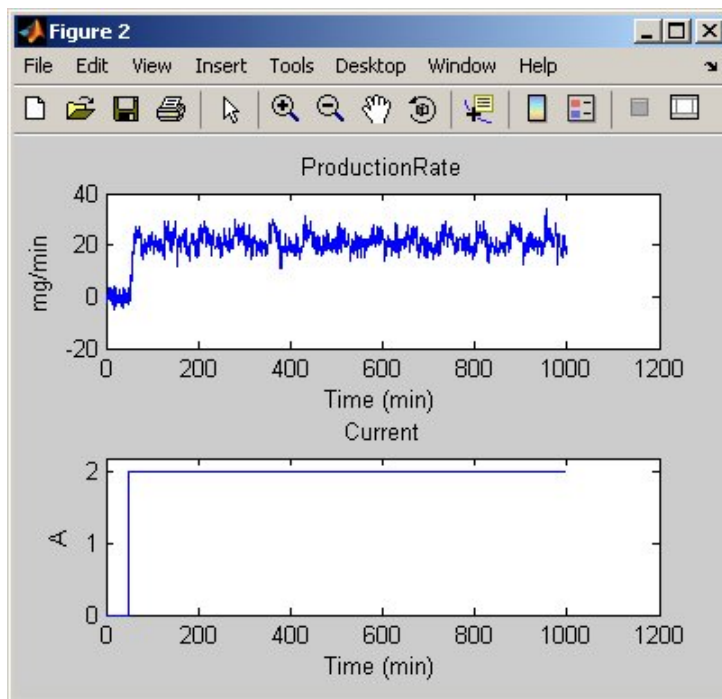 Figure 2
File Edit View Insert Tools Desktop Window Help
ProductionRate
40
20
0
-20
mg/min
0 200 400 600 800 1000 1200
Time (min)
Current
2
1
0
A
0 200 400 600 800 1000 1200
Time (min)